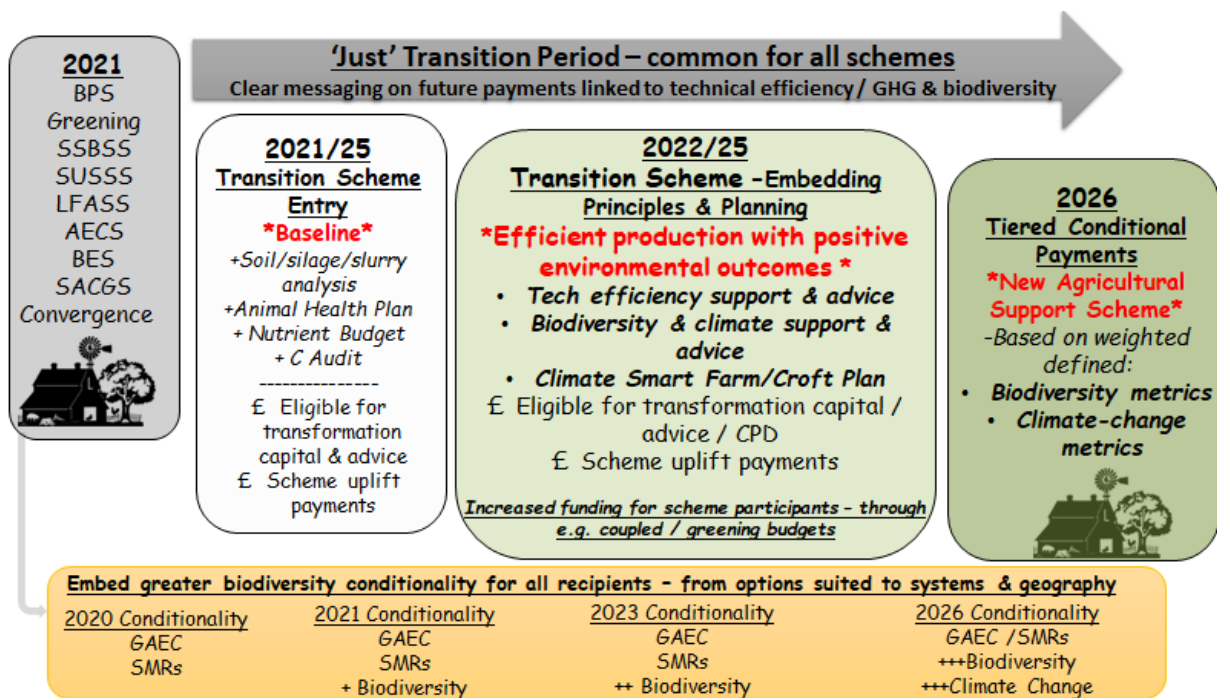 2021
BPS
Greening
SSBSS
SUSSS
LFASS
AECS
BES
SACGS
Convergence
‘Just’ Transition Period – common for all schemes
Clear messaging on future payments linked to technical efficiency/ GHG & biodiversity
2021/25
Transition Scheme
Entry
*Baseline*
+Soil/silage/slurry
analysis
+Animal Health Plan
+ Nutrient Budget
+ C Audit
---------------
£ Eligible for
transformation
capital & advice
£ Scheme uplift
payments
2022/25
Transition Scheme -Embedding
Principles & Planning
*Efficient production with positive
environmental outcomes *
• Tech efficiency support & advice
• Biodiversity & climate support &
advice
• Climate Smart Farm/Croft Plan
£ Eligible for transformation capital /
advice / CPD
£ Scheme uplift payments
Increased funding for scheme participants - through
e.g. coupled / greening budgets
2026
Tiered Conditional
Payments
*New Agricultural
Support Scheme*
-Based on weighted
defined:
• Biodiversity metrics
• Climate-change
metrics
Embed greater biodiversity conditionality for all recipients - from options suited to systems & geography
2020 Conditionality
GAEC
SMRs
2021 Conditionality
GAEC
SMRs
+ Biodiversity
2023 Conditionality
GAEC
SMRs
++ Biodiversity
2026 Conditionality
GAEC /SMRs
+++Biodiversity
+++Climate Change